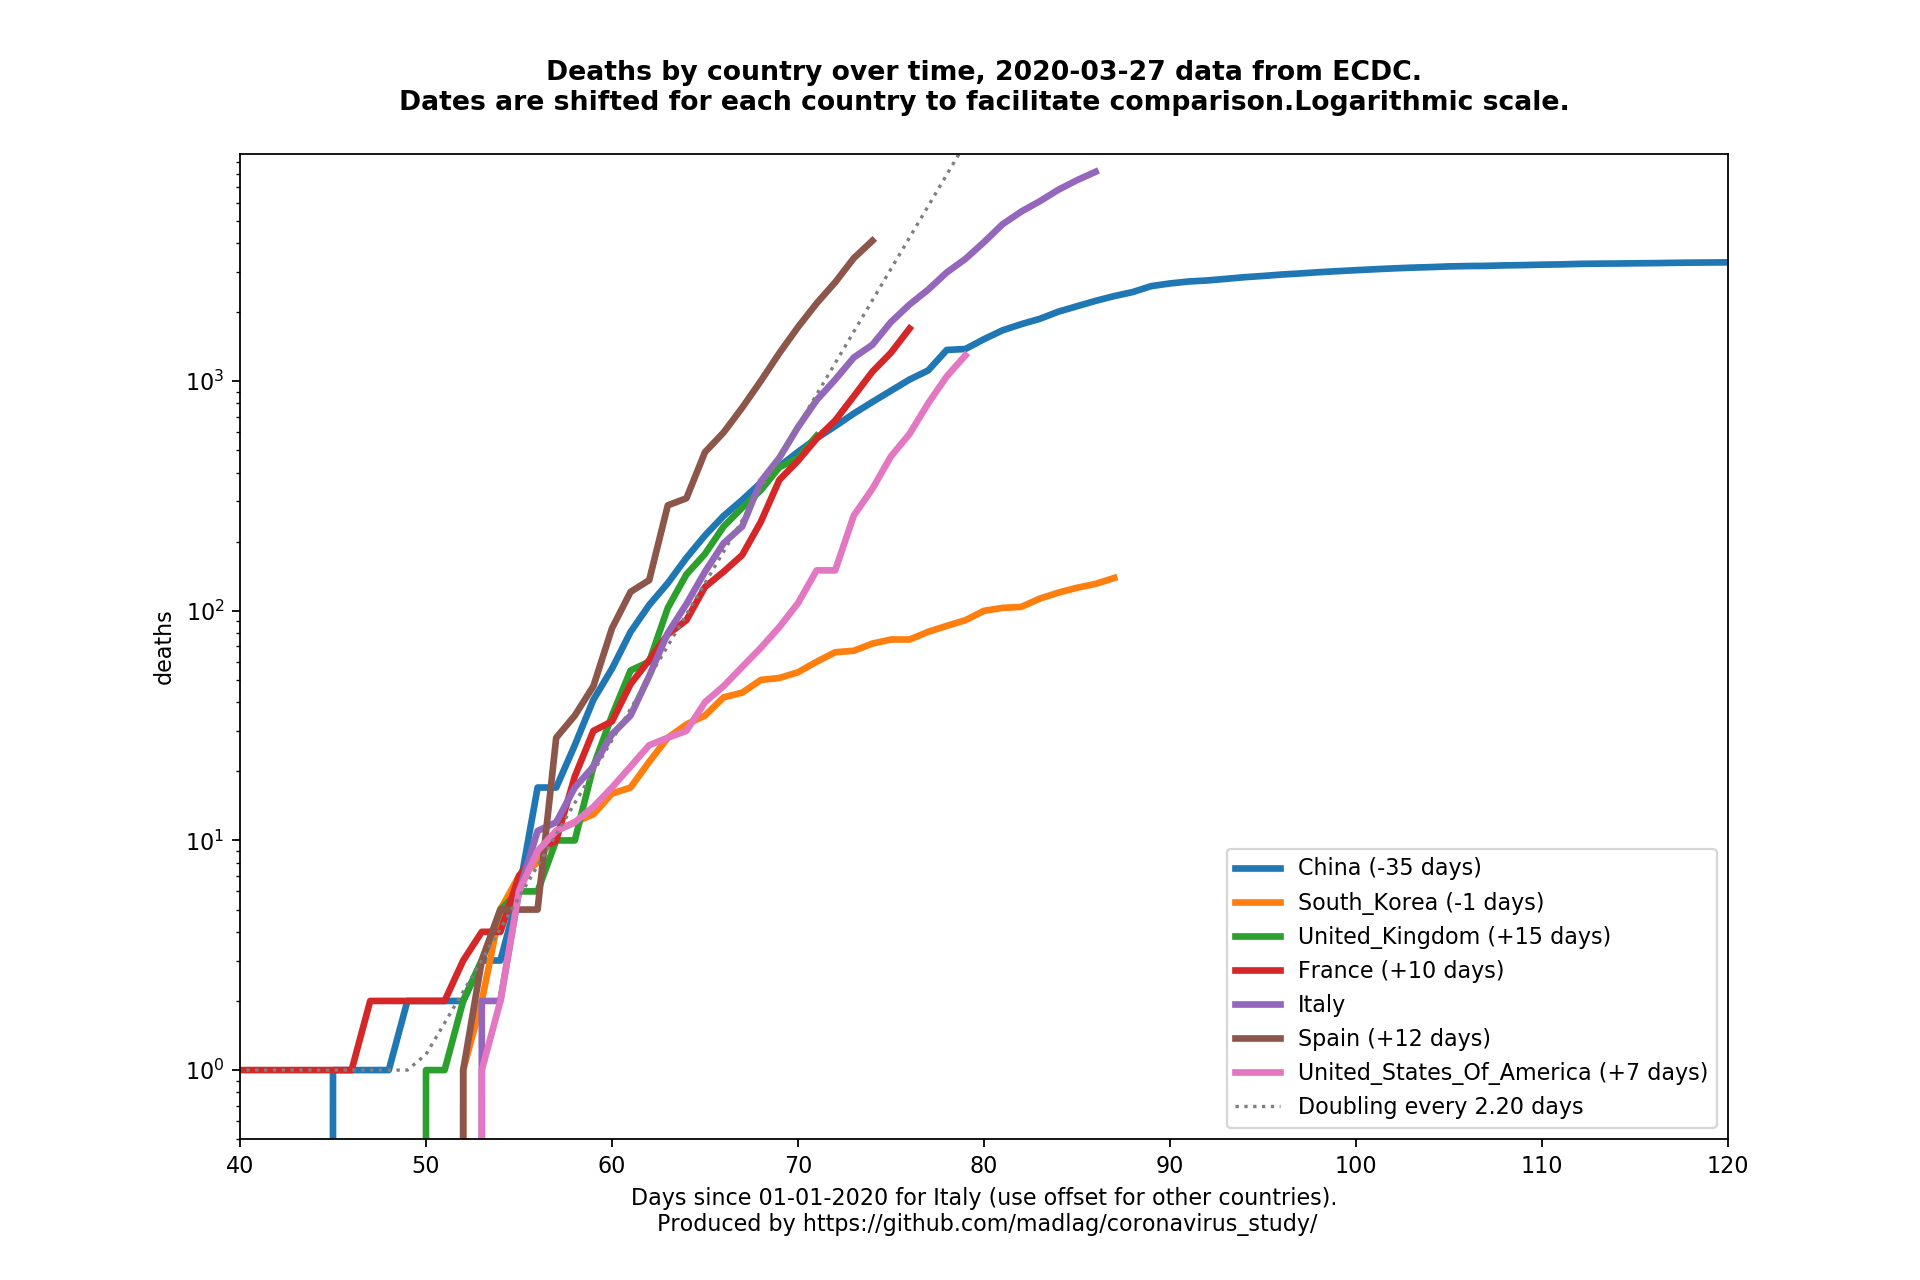 Deaths by country over time, 2020-03-27 data from ECDC.
Dates are shifted for each country to facilitate comparison.Logarithmic scale.
deaths
10³
10²
10¹
10⁰
China (-35 days)
South_Korea (-1 days)
United_Kingdom (+15 days)
France (+10 days)
Italy
Spain (+12 days)
United_States_Of_America (+7 days)
Doubling every 2.20 days
40 50 60 70 80 90 100 110 120
Days since 01-01-2020 for Italy (use offset for other countries).
Produced by https://github.com/madlag/coronavirus_study/